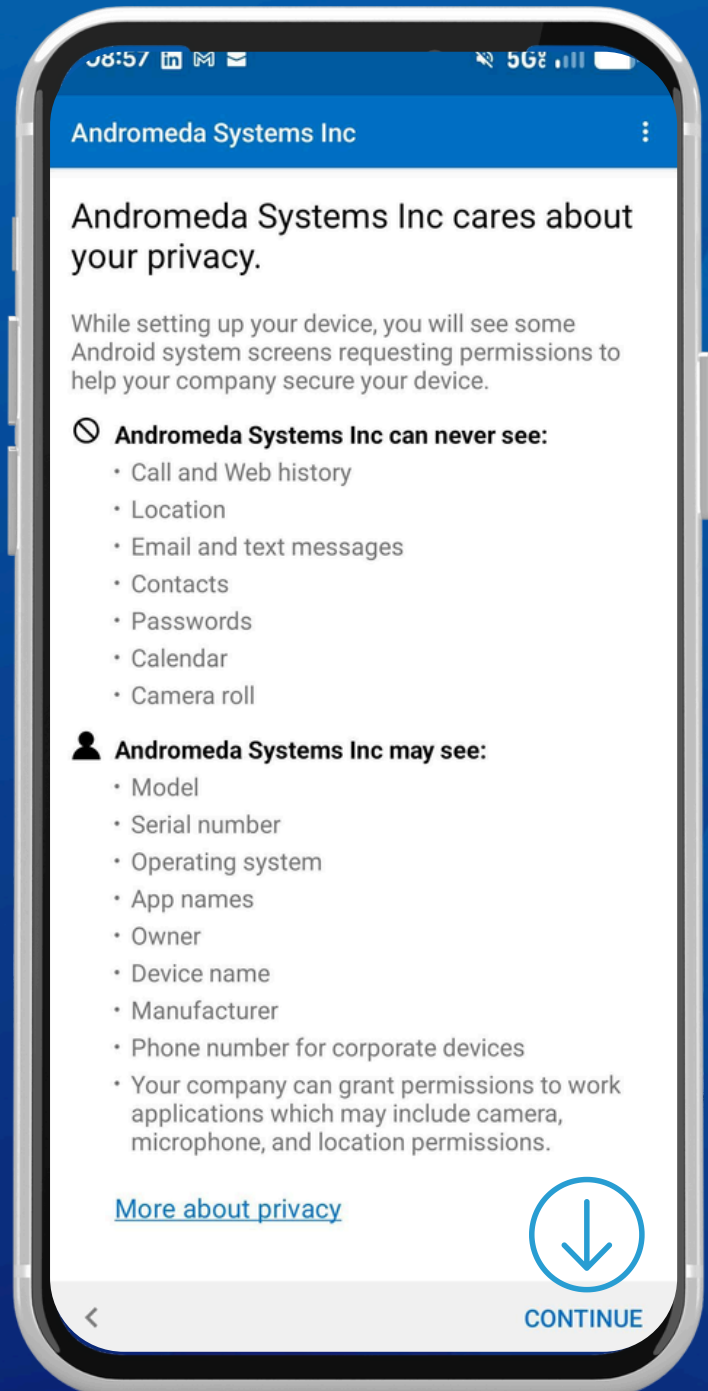 08:57
5G
Andromeda Systems Inc
Andromeda Systems Inc cares about
your privacy.
While setting up your device, you will see some
Android system screens requesting permissions to
help your company secure your device.
Andromeda Systems Inc can never see:
• Call and Web history
• Location
• Email and text messages
• Contacts
• Passwords
• Calendar
• Camera roll
Andromeda Systems Inc may see:
• Model
• Serial number
• Operating system
• App names
• Owner
• Device name
• Manufacturer
• Phone number for corporate devices
• Your company can grant permissions to work
applications which may include camera,
microphone, and location permissions.
More about privacy
CONTINUE